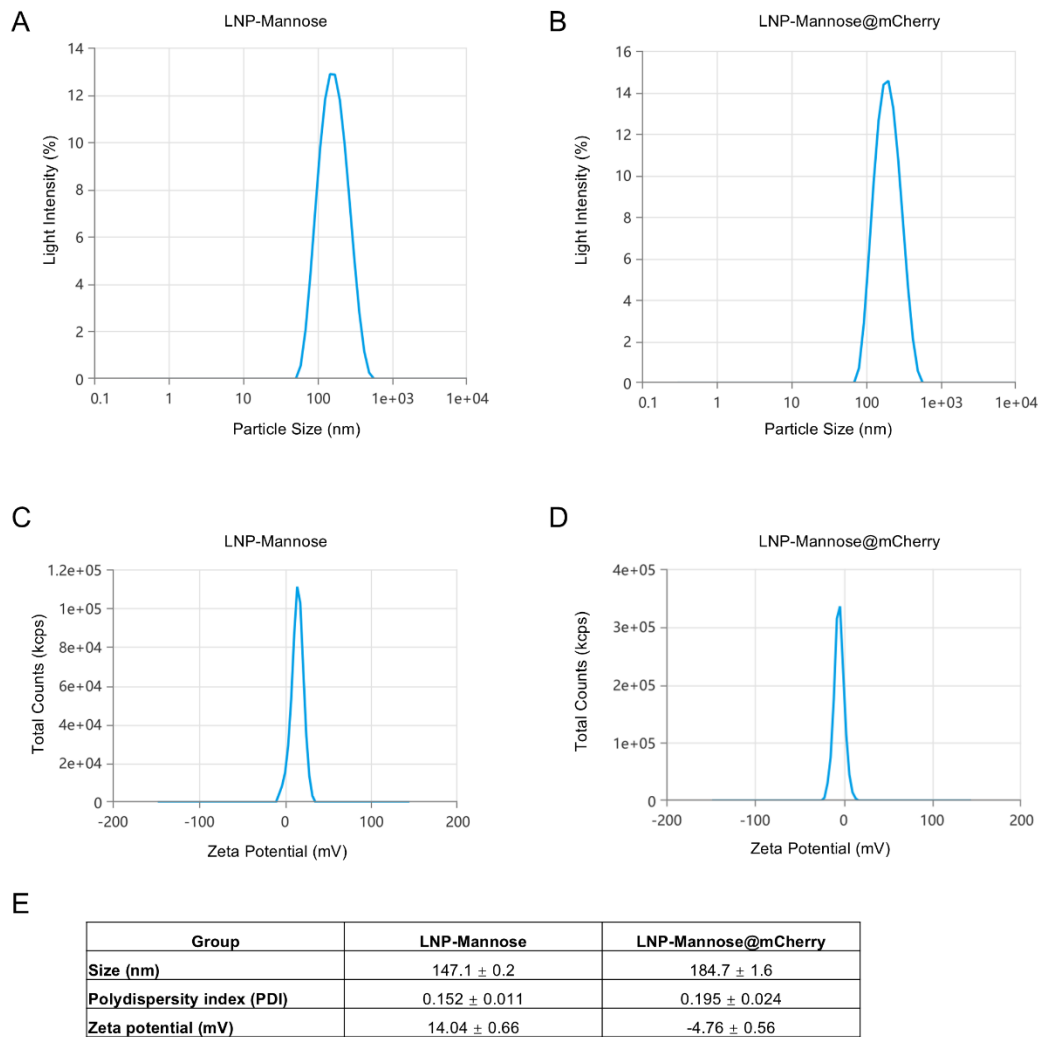 A
LNP-Mannose
14
12
10
8
6
4
2
0
Light Intensity (%)
0.1 1 10 100 1e+03 1e+04
Particle Size (nm)
B
LNP-Mannose@mCherry
16
14
12
10
8
6
4
2
0
Light Intensity (%)
0.1 1 10 100 1e+03 1e+04
Particle Size (nm)
C
LNP-Mannose
1.2e+05
1e+05
8e+04
6e+04
4e+04
2e+04
0
Total Counts (kcps)
-200 -100 0 100 200
Zeta Potential (mV)
D
LNP-Mannose@mCherry
4e+05
3e+05
2e+05
1e+05
0
Total Counts (kcps)
-200 -100 0 100 200
Zeta Potential (mV)
E
Group LNP-Mannose LNP-Mannose@mCherry
Size (nm) 147.1 ± 0.2 184.7 ± 1.6
Polydispersity index (PDI) 0.152 ± 0.011 0.195 ± 0.024
Zeta potential (mV) 14.04 ± 0.66 -4.76 ± 0.56